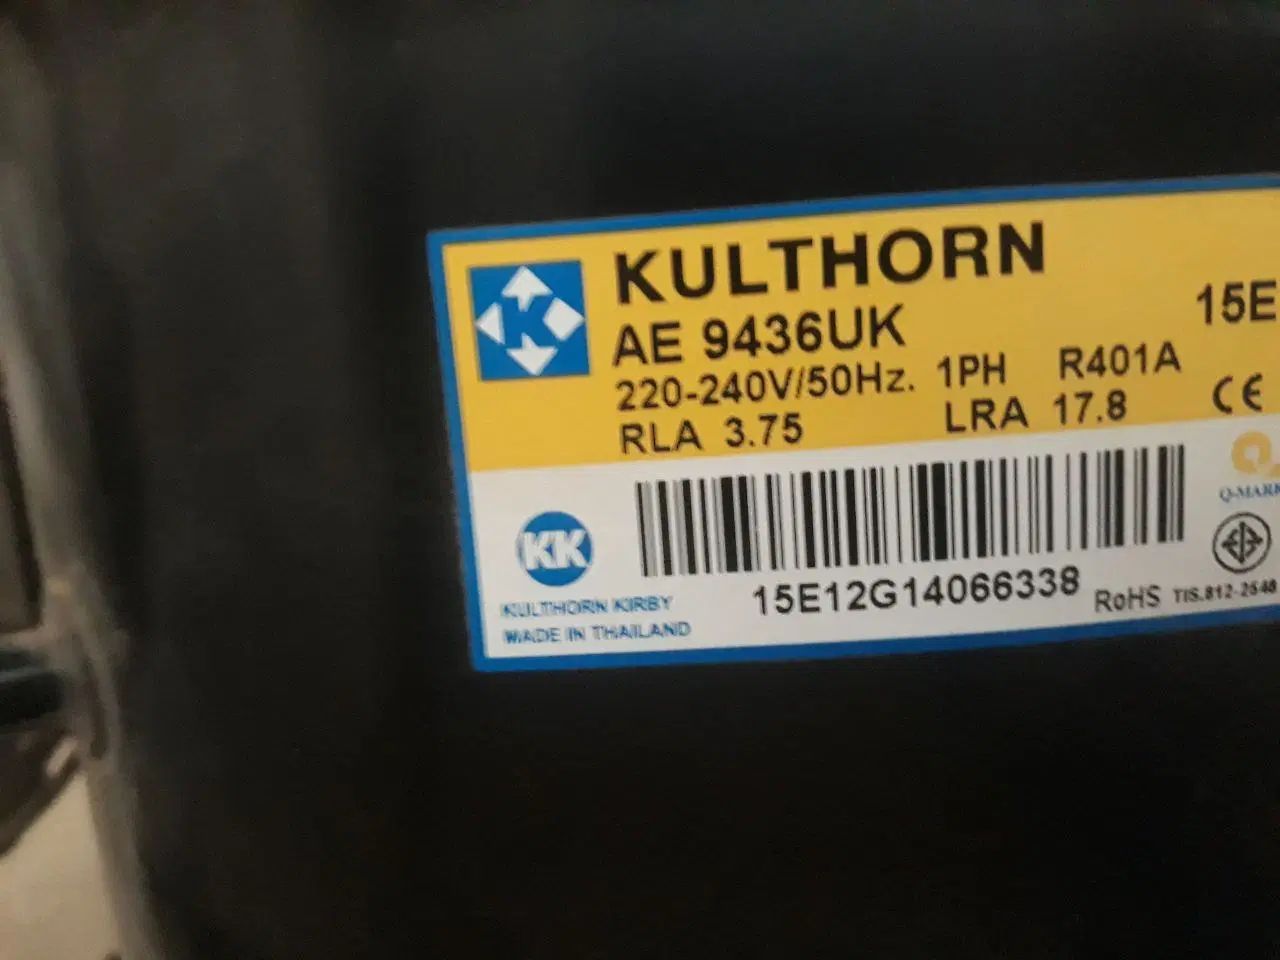 KULTHORN
AE 9436UK
15E
220-240V/50Hz. 1PH R401A
RLA 3.75 LRA 17.8
CE
Q-MARK
KK
15E12G14066338
KULTHORN KIRBY
RoHS TIS.812-2548
MADE IN THAILAND